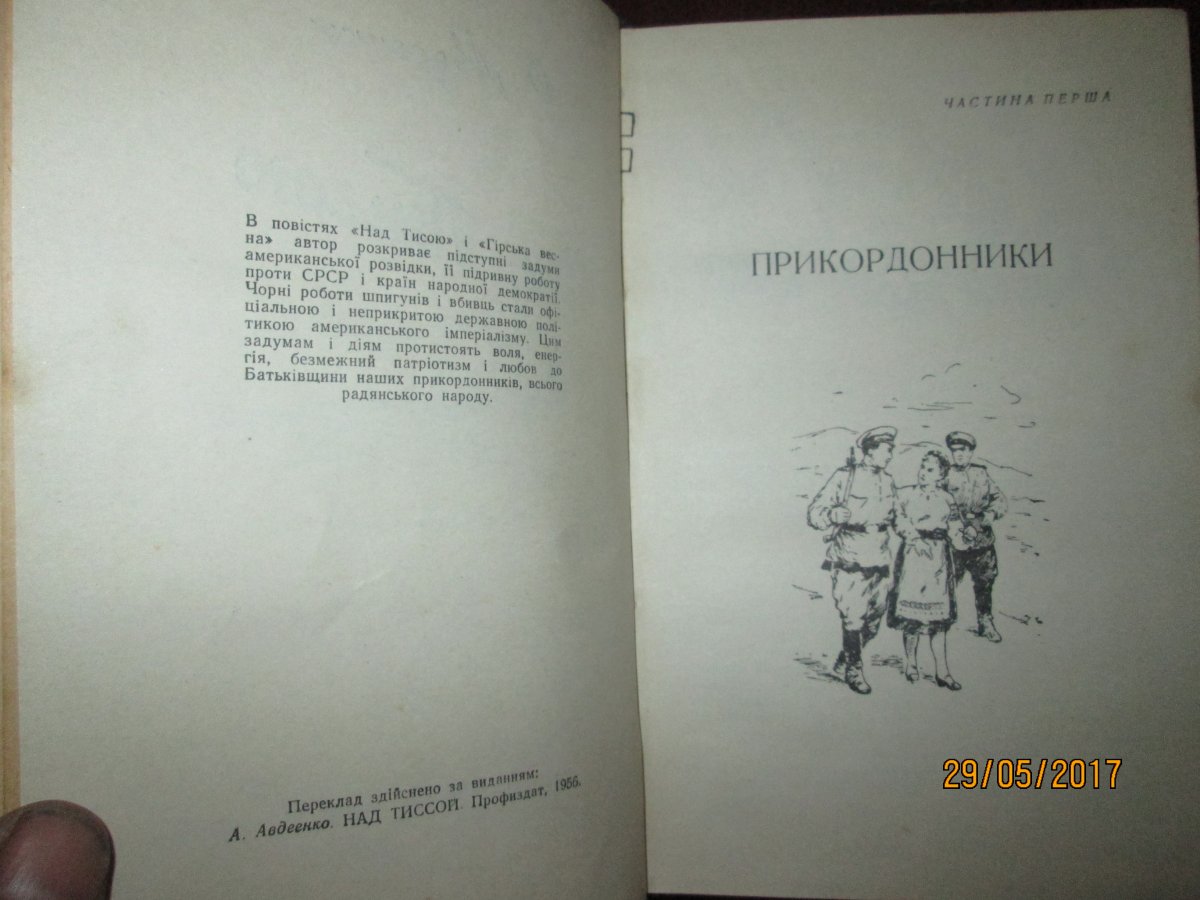 В повістях «Над Тисою» і «Гірська вес-
на» автор розкриває підступні задуми
американської розвідки, її підривну роботу
проти СРСР і країн народної демократії.
Чорні роботи шпигунів і вбивць стали офі-
ціальною і неприкритою державною полі-
тикою американського імперіалізму. Цим
задумам і діям протистоять воля, енер-
гія, безмежний патріотизм і любов до
Батьківщини наших прикордонників, всього
радянського народу.
Переклад здійснено за виданням:
А. Авдеенко. НАД ТИССОЙ. Профиздат, 1956.
ЧАСТИНА ПЕРША
ПРИКОРДОННИКИ
29/05/2017